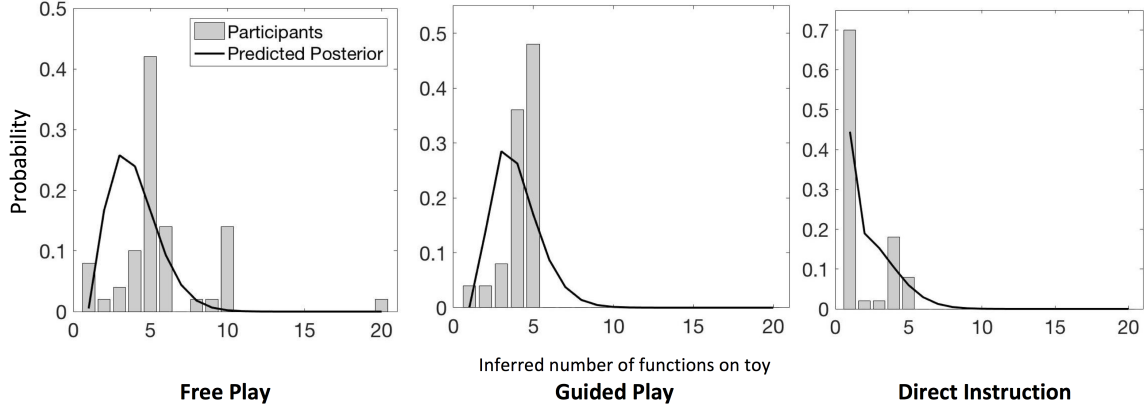 0.5
0.4
0.3
0.2
0.1
0
0 5 10 15 20
Participants
Predicted Posterior
Probability
0.5
0.4
0.3
0.2
0.1
0
0 5 10 15 20
0.7
0.6
0.5
0.4
0.3
0.2
0.1
0
0 5 10 15 20
Inferred number of functions on toy
Free Play
Guided Play
Direct Instruction